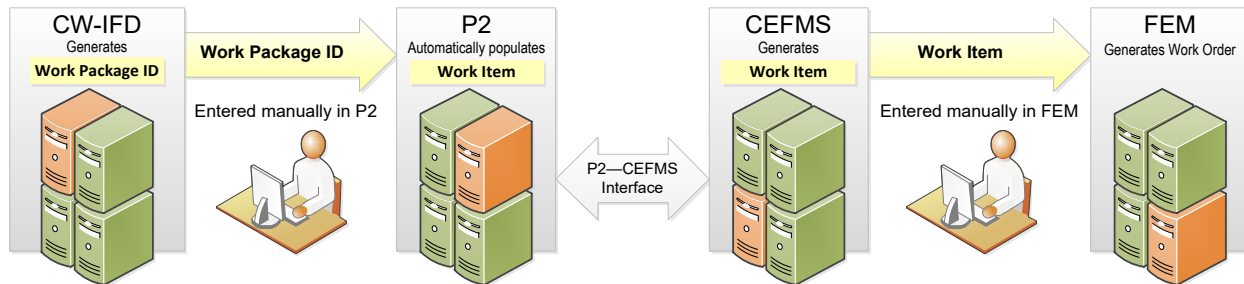 CW-IFD
Generates
Work Package ID
Work Package ID
Entered manually in P2
P2
Automatically populates
Work Item
P2—CEFMS
Interface
CEFMS
Generates
Work Item
Work Item
Entered manually in FEM
FEM
Generates Work Order